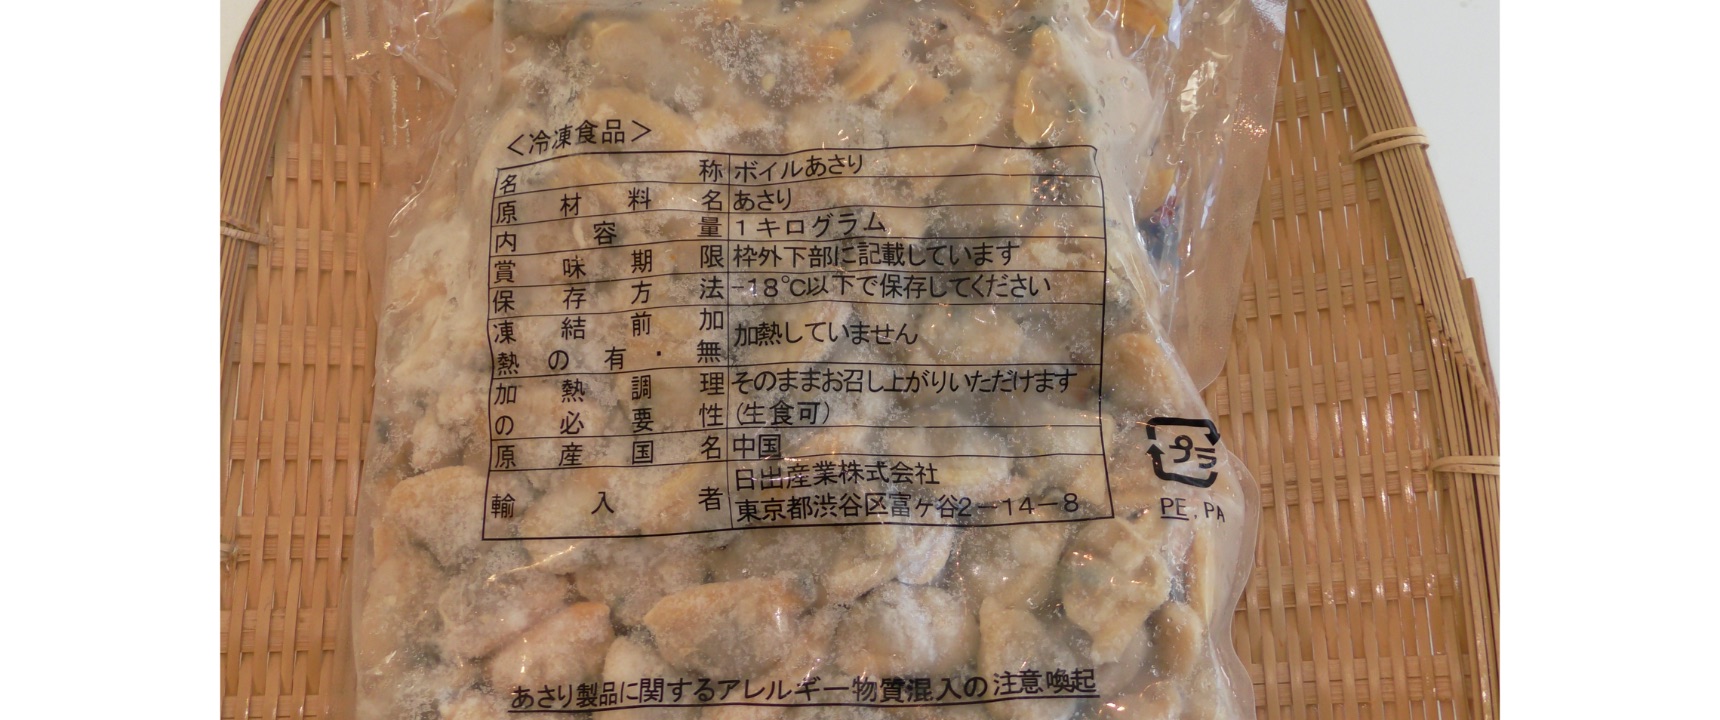 <冷凍食品>
名称 ボイルあさり
原材料名 あさり
内容量 1キログラム
賞味期限 枠外下部に記載しています
保存方法 -18℃以下で保存してください
凍結前加熱の有・無 加熱していません
加熱調理の必要性 そのままお召し上がりいただけます
(生食可)
原産国名 中国
輸入者 日出産業株式会社
東京都渋谷区富ヶ谷2-14-8
プラ
PE, PA
あさり製品に関するアレルギー物質混入の注意喚起